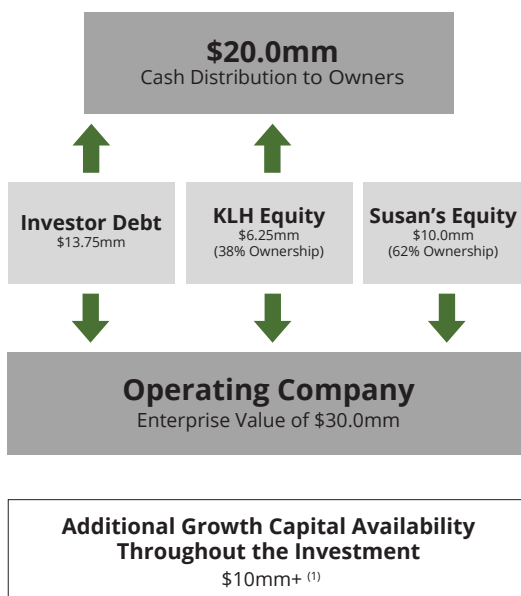 $20.0mm
Cash Distribution to Owners
Investor Debt
$13.75mm
KLH Equity
$6.25mm
(38% Ownership)
Susan's Equity
$10.0mm
(62% Ownership)
Operating Company
Enterprise Value of $30.0mm
Additional Growth Capital Availability
Throughout the Investment
$10mm+ (1)